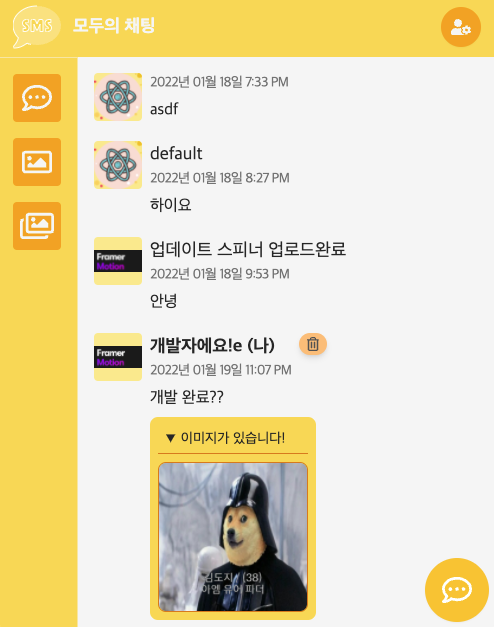 SMS
모두의 채팅
2022년 01월 18일 7:33 PM
asdf
default
2022년 01월 18일 8:27 PM
하이요
Framer
Motion
업데이트 스피너 업로드완료
2022년 01월 18일 9:53 PM
안녕
Framer
Motion
개발자에요!e (나)
2022년 01월 19일 11:07 PM
개발 완료??
▼ 이미지가 있습니다!
김도지 (38)
아엠 유어 피더